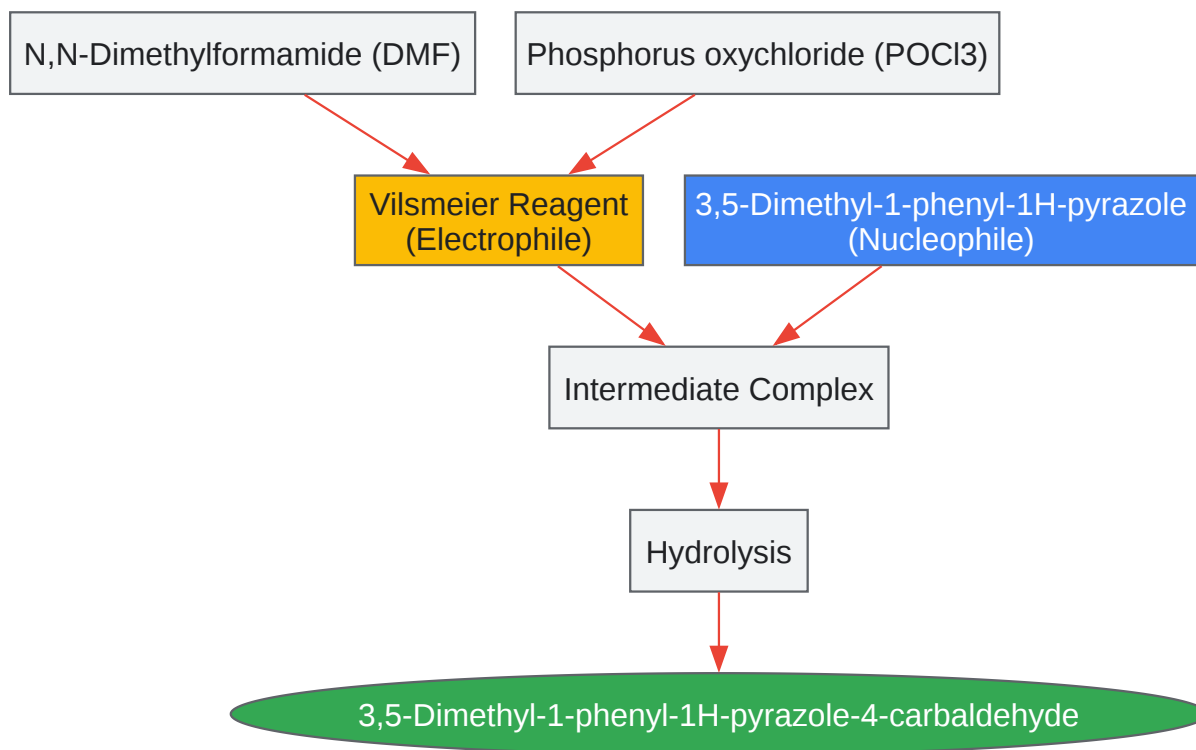 N,N-Dimethylformamide (DMF)
Phosphorus oxychloride (POCl3)
Vilsmeier Reagent
(Electrophile)
3,5-Dimethyl-1-phenyl-1H-pyrazole
(Nucleophile)
Intermediate Complex
Hydrolysis
3,5-Dimethyl-1-phenyl-1H-pyrazole-4-carbaldehyde